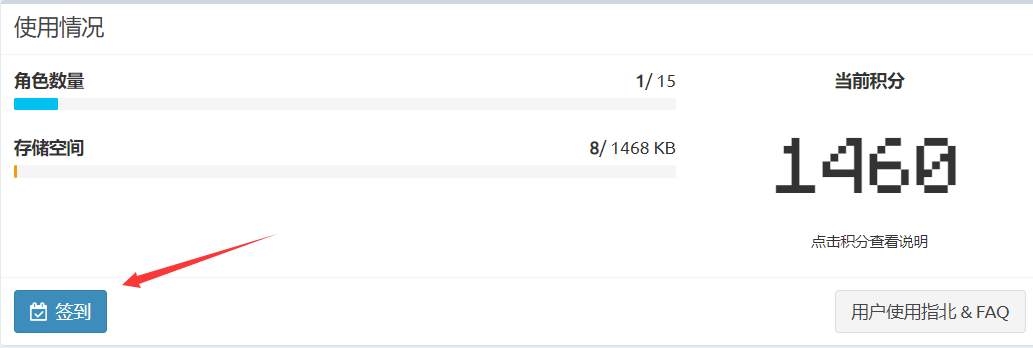 使用情况
角色数量 1/ 15
存储空间 8/ 1468 KB
当前积分
1460
点击积分查看说明
签到
用户使用指北 & FAQ